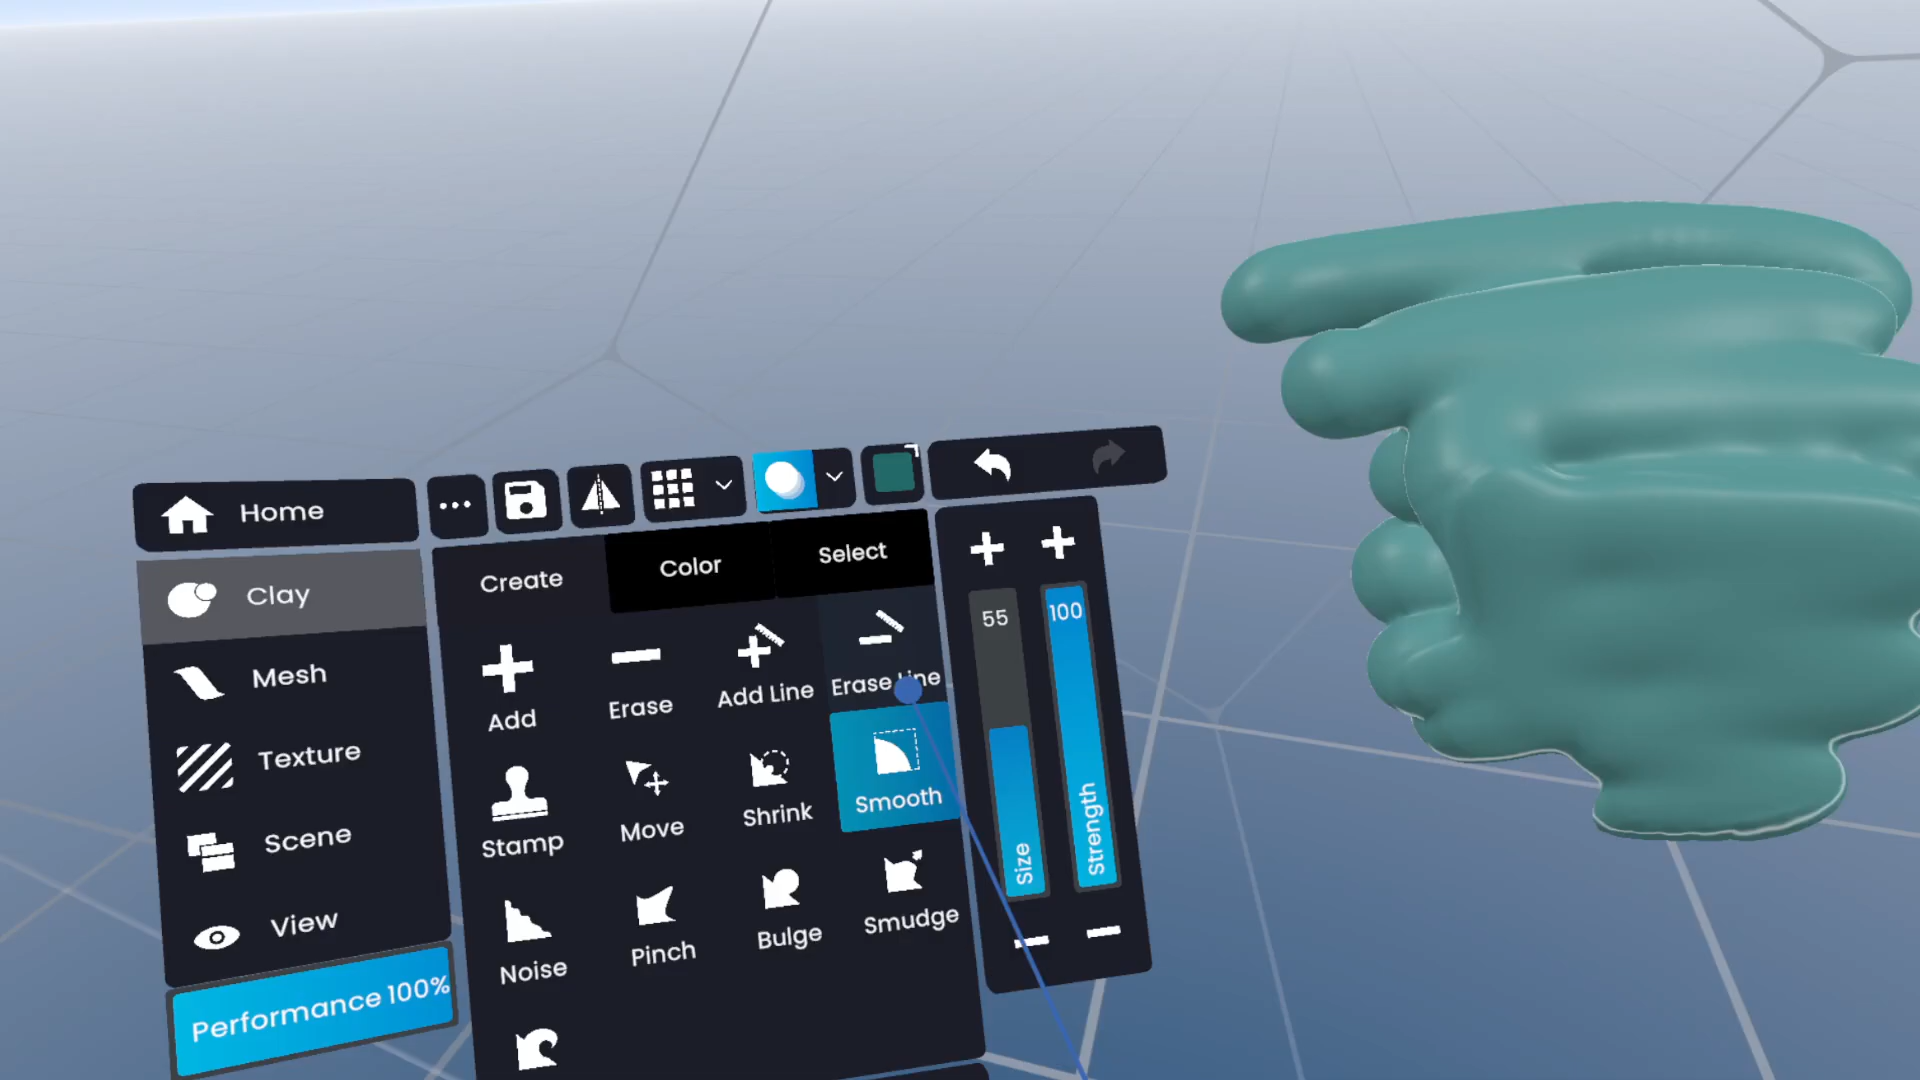 Home
Clay
Mesh
Texture
Scene
View
Performance 100%
Create
Color
Select
Add
Erase
Add Line
Erase Line
Stamp
Move
Shrink
Smooth
Noise
Pinch
Bulge
Smudge
55
100
Size
Strength